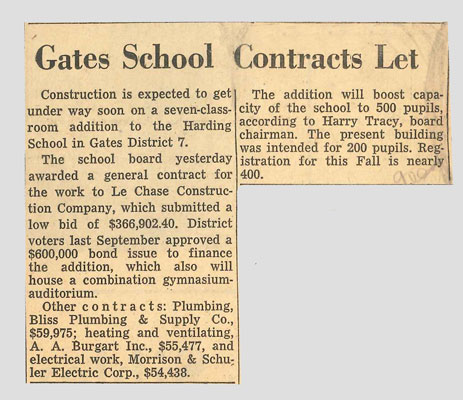 Gates School Contracts Let
Construction is expected to get
under way soon on a seven-class-
room addition to the Harding
School in Gates District 7.
The school board yesterday
awarded a general contract for
the work to Le Chase Construc-
tion Company, which submitted a
low bid of $366,902.40. District
voters last September approved a
$600,000 bond issue to finance
the addition, which also will
house a combination gymnasium-
auditorium.
Other contracts: Plumbing,
Bliss Plumbing & Supply Co.,
$59,975; heating and ventilating,
A. A. Burgart Inc., $55,477, and
electrical work, Morrison & Schu-
ler Electric Corp., $54,438.
The addition will boost capa-
city of the school to 500 pupils,
according to Harry Tracy, board
chairman. The present building
was intended for 200 pupils. Reg-
istration for this Fall is nearly
400.